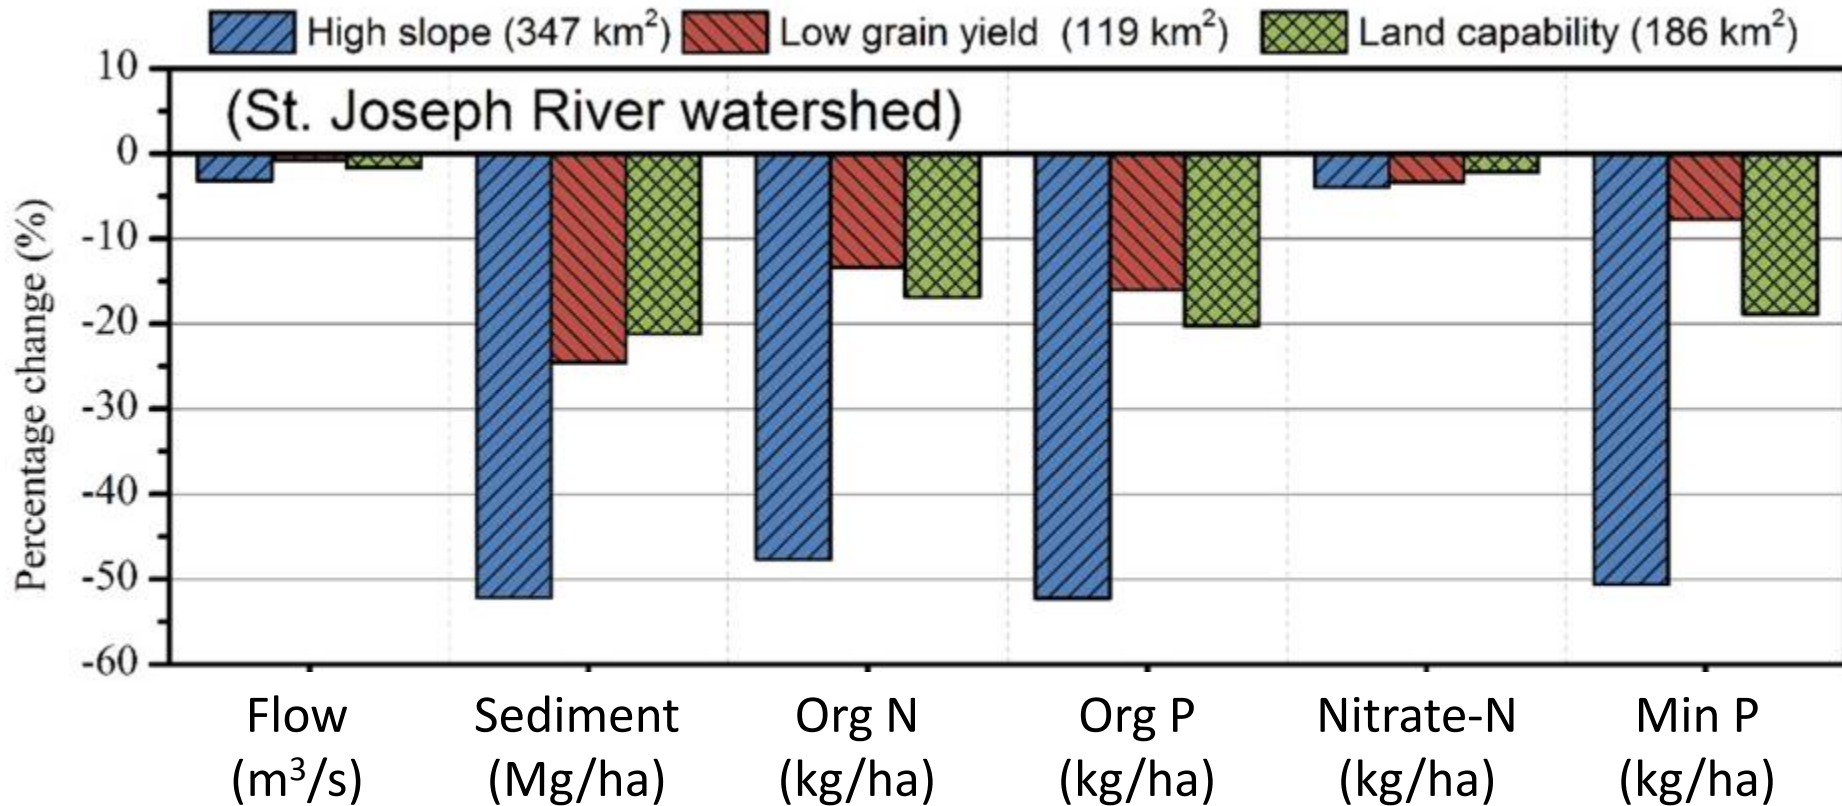 High slope (347 km²) Low grain yield (119 km²) Land capability (186 km²)
(St. Joseph River watershed)
Percentage change (%)
10
0
-10
-20
-30
-40
-50
-60
Flow Sediment Org N Org P Nitrate-N Min P
(m³/s) (Mg/ha) (kg/ha) (kg/ha) (kg/ha) (kg/ha)